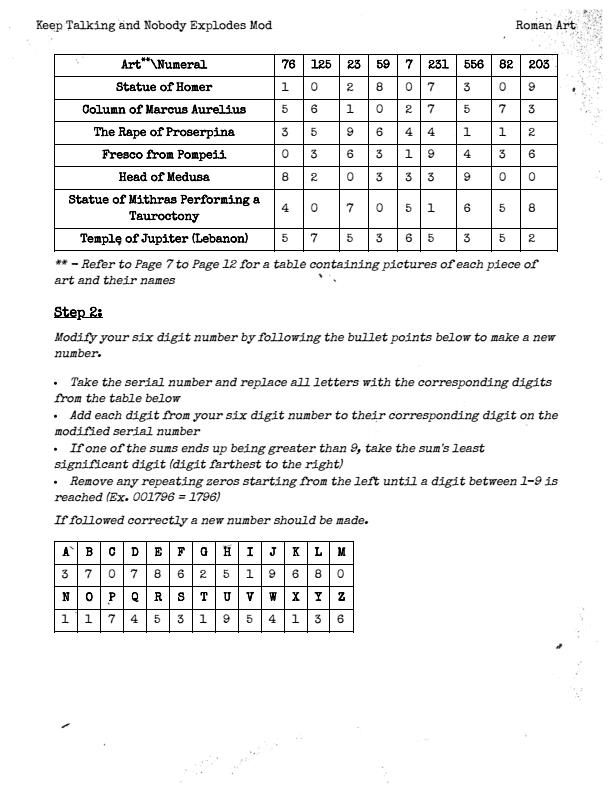 Keep Talking and Nobody Explodes Mod Roman Art
Art**\Numeral 76 125 23 59 7 231 556 82 203
Statue of Homer 1 0 2 8 0 7 3 0 9
Column of Marcus Aurelius 5 6 1 0 2 7 5 7 3
The Rape of Proserpina 3 5 9 6 4 4 1 1 2
Fresco from Pompeii 0 3 6 3 1 9 4 3 6
Head of Medusa 8 2 0 3 3 3 9 0 0
Statue of Mithras Performing a
Tauroctony 4 0 7 0 5 1 6 5 8
Temple of Jupiter (Lebanon) 5 7 5 3 6 5 3 5 2
** – Refer to Page 7 to Page 12 for a table containing pictures of each piece of
art and their names
Step 2:
Modify your six digit number by following the bullet points below to make a new
number.
• Take the serial number and replace all letters with the corresponding digits
from the table below
• Add each digit from your six digit number to their corresponding digit on the
modified serial number
• If one of the sums ends up being greater than 9, take the sum's least
significant digit (digit farthest to the right)
• Remove any repeating zeros starting from the left until a digit between 1-9 is
reached (Ex. 001796 = 1796)
If followed correctly a new number should be made.
A B C D E F G H I J K L M
3 7 0 7 8 6 2 5 1 9 6 8 0
N O P Q R S T U V W X Y Z
1 1 7 4 5 3 1 9 5 4 1 3 6